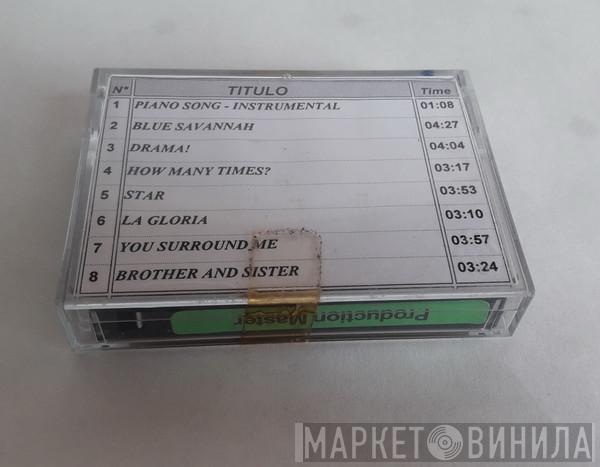 N* TITULO Time
1 PIANO SONG - INSTRUMENTAL 01:08
2 BLUE SAVANNAH 04:27
3 DRAMA! 04:04
4 HOW MANY TIMES? 03:17
5 STAR 03:53
6 LA GLORIA 03:10
7 YOU SURROUND ME 03:57
8 BROTHER AND SISTER 03:24
Production Master
МАРКЕТ ВИНИЛА